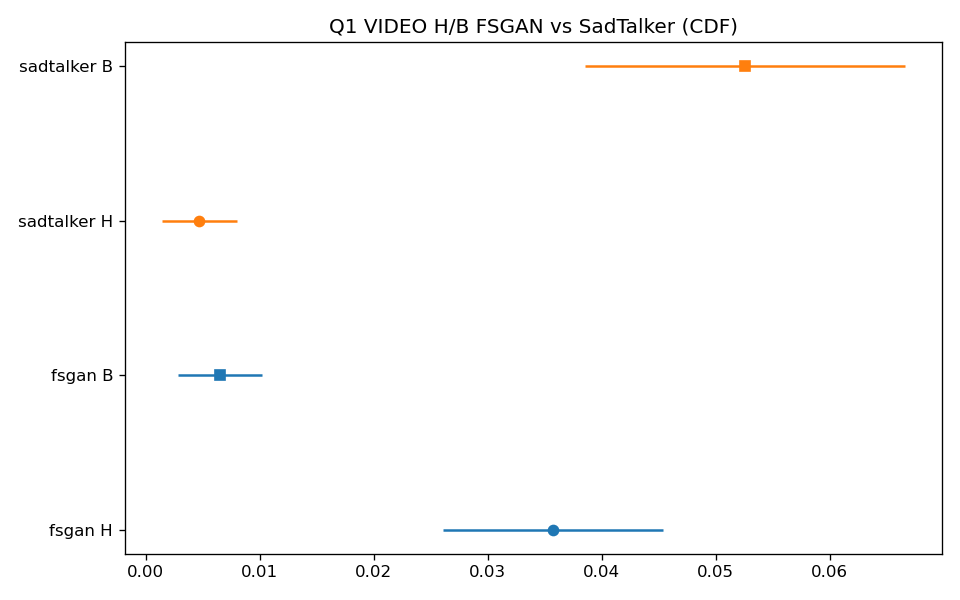 Q1 VIDEO H/B FSGAN vs SadTalker (CDF)
sadtalker B
sadtalker H
fsgan B
fsgan H
0.00 0.01 0.02 0.03 0.04 0.05 0.06